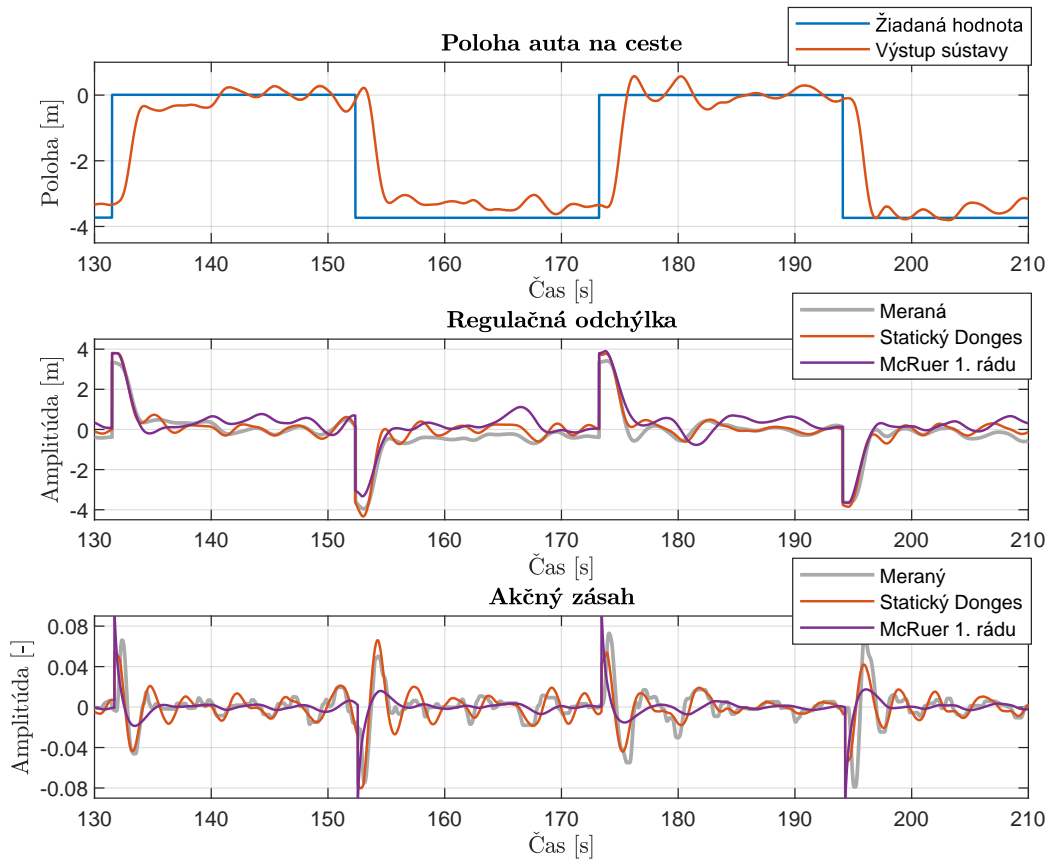 Žiadaná hodnota
Výstup sústavy
Poloha auta na ceste
Poloha [m]
0
-2
-4
130 140 150 160 170 180 190 200 210
Čas [s]
Meraná
Statický Donges
McRuer 1. rádu
Regulačná odchýlka
Amplitúda [m]
4
2
0
-2
-4
130 140 150 160 170 180 190 200 210
Čas [s]
Meraný
Statický Donges
McRuer 1. rádu
Akčný zásah
Amplitúda [-]
0.08
0.04
0
-0.04
-0.08
130 140 150 160 170 180 190 200 210
Čas [s]